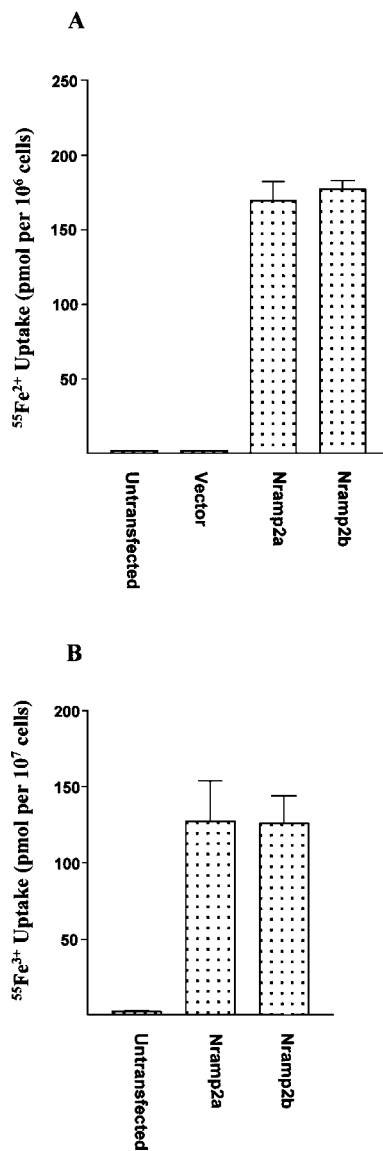 A
⁵⁵Fe²⁺ Uptake (pmol per 10⁶ cells)
250
200
150
100
50
Untransfected
Vector
Nramp2a
Nramp2b
B
⁵⁵Fe³⁺ Uptake (pmol per 10⁷ cells)
200
150
100
50
Untransfected
Nramp2a
Nramp2b